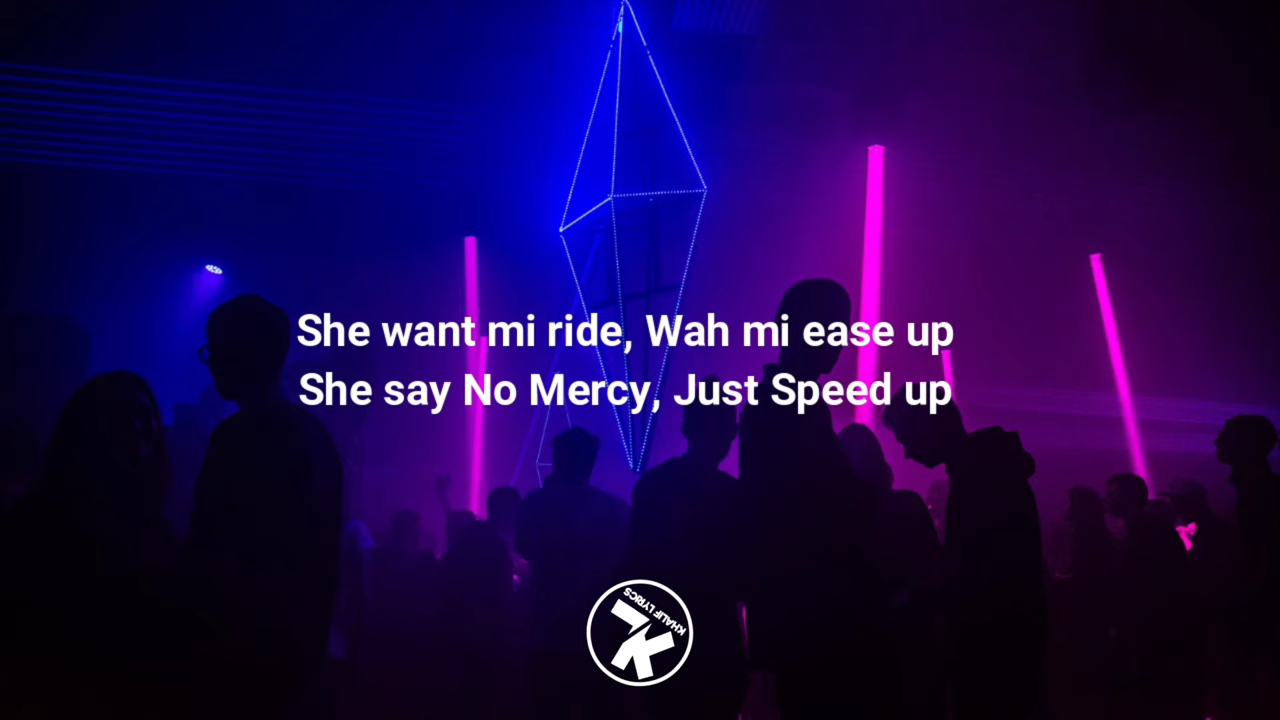 She want mi ride, Wah mi ease up
She say No Mercy, Just Speed up
KHALIF LYRICS